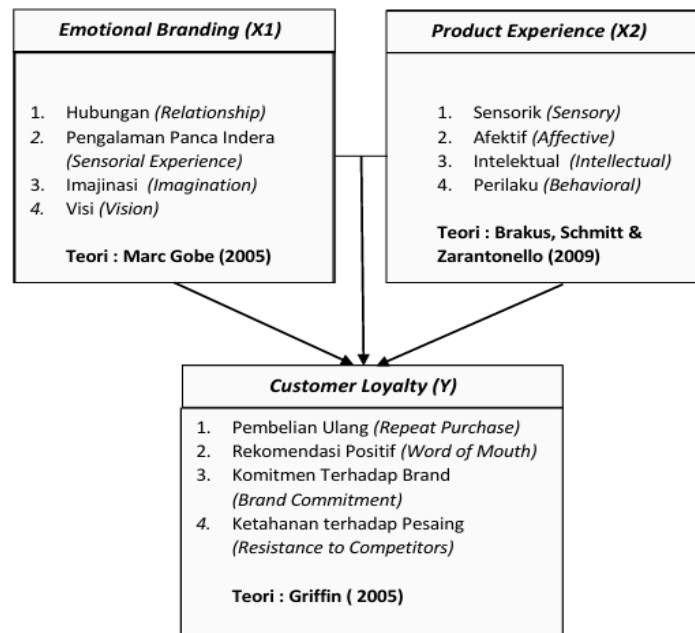 Emotional Branding (X1)
1. Hubungan (Relationship)
2. Pengalaman Panca Indera
(Sensorial Experience)
3. Imajinasi (Imagination)
4. Visi (Vision)
Teori : Marc Gobe (2005)
Product Experience (X2)
1. Sensorik (Sensory)
2. Afektif (Affective)
3. Intelektual (Intellectual)
4. Perilaku (Behavioral)
Teori : Brakus, Schmitt &
Zarantonello (2009)
Customer Loyalty (Y)
1. Pembelian Ulang (Repeat Purchase)
2. Rekomendasi Positif (Word of Mouth)
3. Komitmen Terhadap Brand
(Brand Commitment)
4. Ketahanan terhadap Pesaing
(Resistance to Competitors)
Teori : Griffin ( 2005)